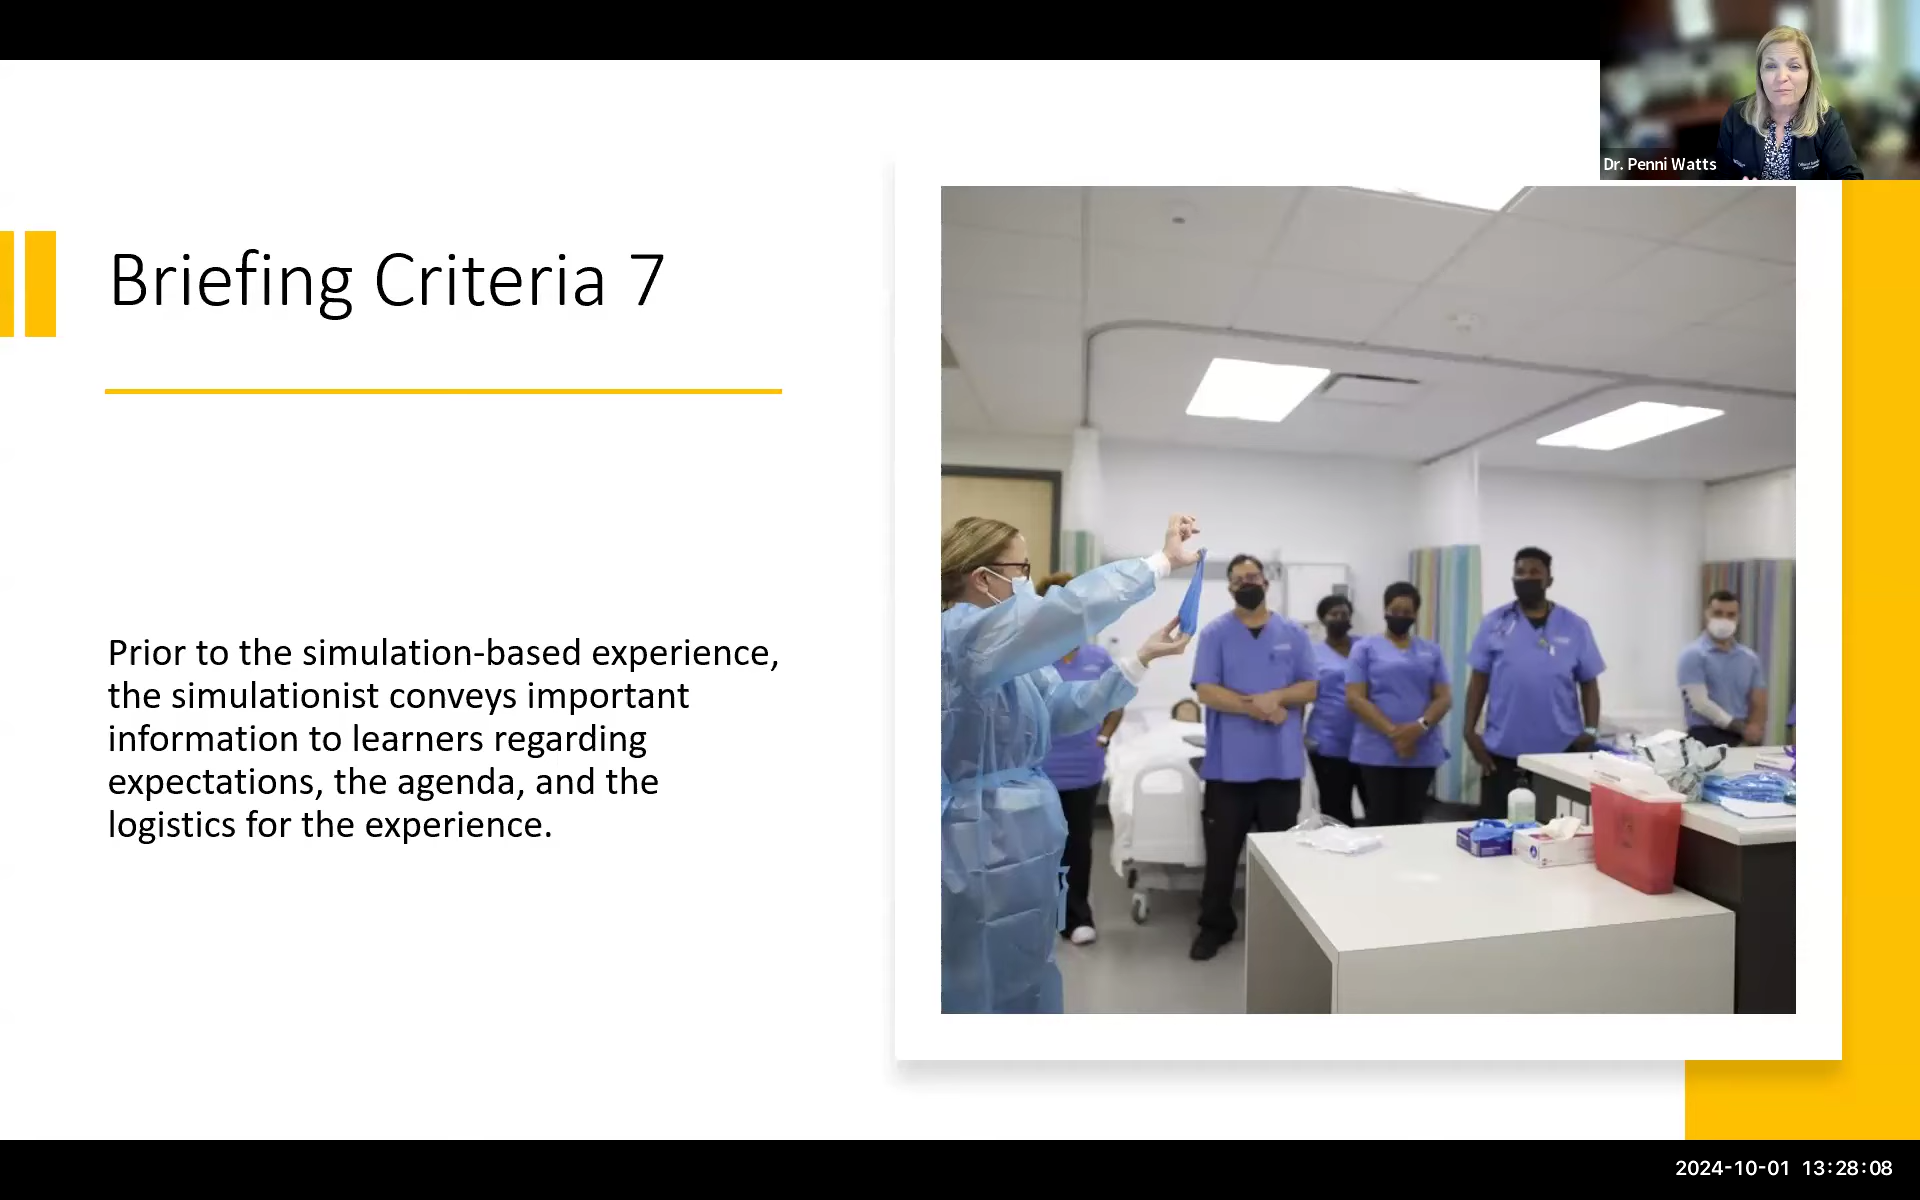 Dr. Penni Watts
Briefing Criteria 7
Prior to the simulation-based experience,
the simulationist conveys important
information to learners regarding
expectations, the agenda, and the
logistics for the experience.
2024-10-01 13:28:08